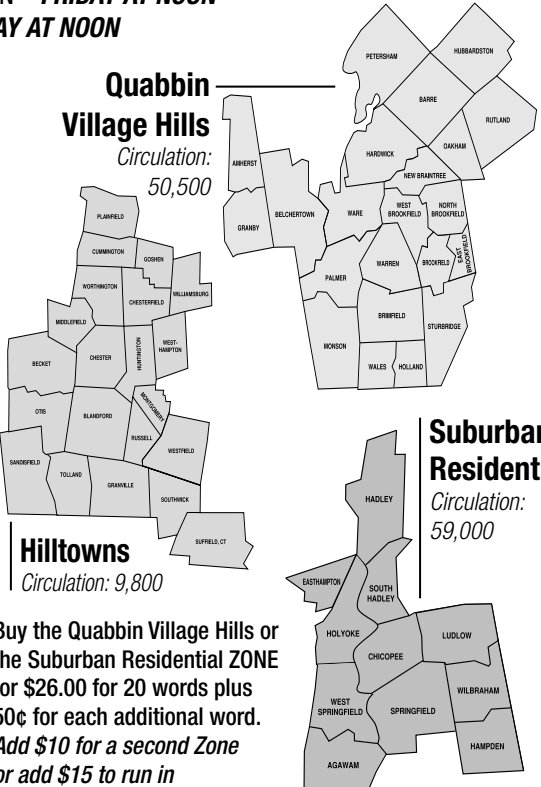 FRIDAY AT NOON
AY AT NOON
Quabbin
Village Hills
Circulation:
50,500
PETERSHAM
HUBBARDSTON
BARRE
RUTLAND
OAKHAM
HARDWICK
NEW BRAINTREE
AMHERST
GRANBY
BELCHERTOWN
WARE
WEST
BROOKFIELD
NORTH
BROOKFIELD
EAST
BROOKFIELD
BROOKFIELD
WARREN
PALMER
BRIMFIELD
STURBRIDGE
MONSON
WALES
HOLLAND
PLAINFIELD
CUMMINGTON
GOSHEN
WORTHINGTON
CHESTERFIELD
WILLIAMSBURG
MIDDLEFIELD
BECKET
CHESTER
HUNTINGTON
WEST-
HAMPTON
OTIS
BLANDFORD
MONTGOMERY
RUSSELL
WESTFIELD
SANDISFIELD
TOLLAND
GRANVILLE
SOUTHWICK
SUFFIELD, CT
Hilltowns
Circulation: 9,800
Suburban
Resident
Circulation:
59,000
HADLEY
EASTHAMPTON
SOUTH
HADLEY
HOLYOKE
CHICOPEE
LUDLOW
WEST
SPRINGFIELD
SPRINGFIELD
WILBRAHAM
AGAWAM
HAMPDEN
Buy the Quabbin Village Hills or
the Suburban Residential ZONE
for $26.00 for 20 words plus
50¢ for each additional word.
Add $10 for a second Zone
or add $15 to run in